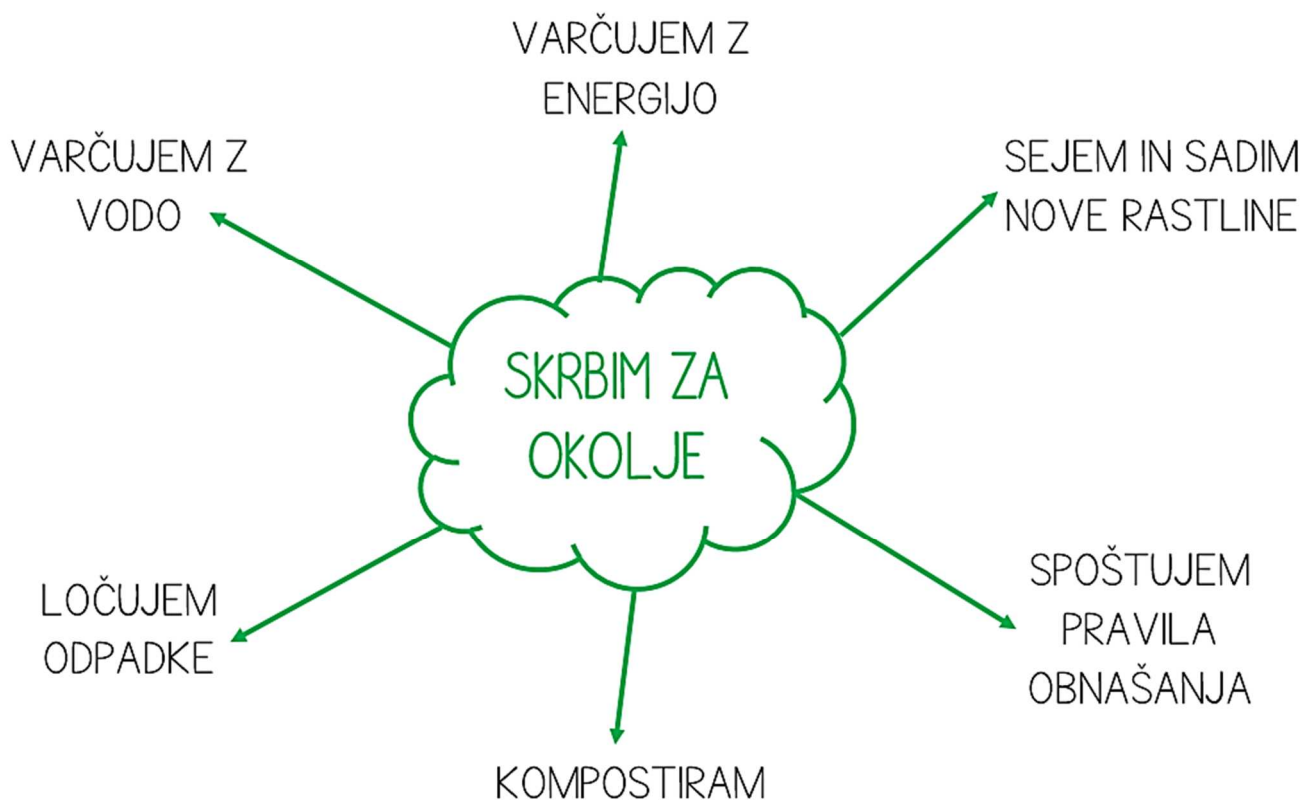 VARČUJEM Z
ENERGIJO
VARČUJEM Z
VODO
SEJEM IN SADIM
NOVE RASTLINE
SKRBIM ZA
OKOLJE
LOČUJEM
ODPADKE
SPOŠTUJEM
PRAVILA
OBNAŠANJA
KOMPOSTIRAM